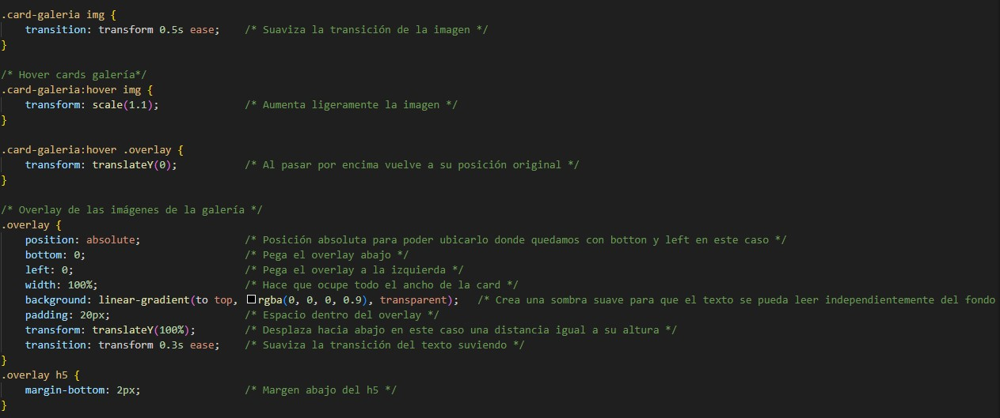 .card-galeria img {
    transition: transform 0.5s ease;    /* Suaviza la transición de la imagen */
}

/* Hover cards galería*/
.card-galeria:hover img {
    transform: scale(1.1);              /* Aumenta ligeramente la imagen */
}

.card-galeria:hover .overlay {
    transform: translateY(0);           /* Al pasar por encima vuelve a su posición original */
}

/* Overlay de las imágenes de la galería */
.overlay {
    position: absolute;                 /* Posición absoluta para poder ubicarlo donde quedamos con botton y left en este caso */
    bottom: 0;                          /* Pega el overlay abajo */
    left: 0;                            /* Pega el overlay a la izquierda */
    width: 100%;                        /* Hace que ocupe todo el ancho de la card */
    background: linear-gradient(to top, rgba(0, 0, 0, 0.9), transparent);   /* Crea una sombra suave para que el texto se pueda leer independientemente del fondo
    padding: 20px;                      /* Espacio dentro del overlay */
    transform: translateY(100%);        /* Desplaza hacia abajo en este caso una distancia igual a su altura */
    transition: transform 0.3s ease;    /* Suaviza la transición del texto suviendo */
}
.overlay h5 {
    margin-bottom: 2px;                 /* Margen abajo del h5 */
}